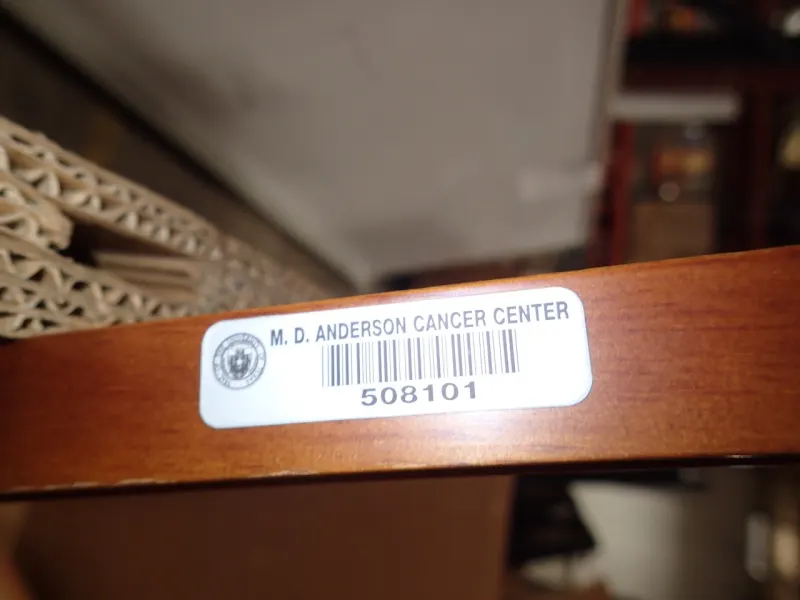 M. D. ANDERSON CANCER CENTER
508101